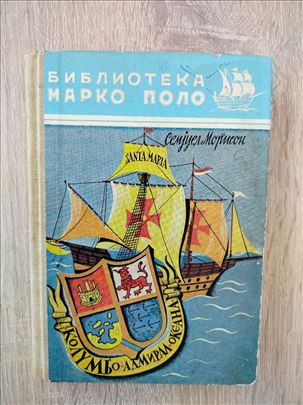 БИБЛИОТЕКА
МАРКО ПОЛО
Семјуел Морисон
SANTA MARIA
КОЛУМБО·АДМИРАЛ·ОКЕАНА